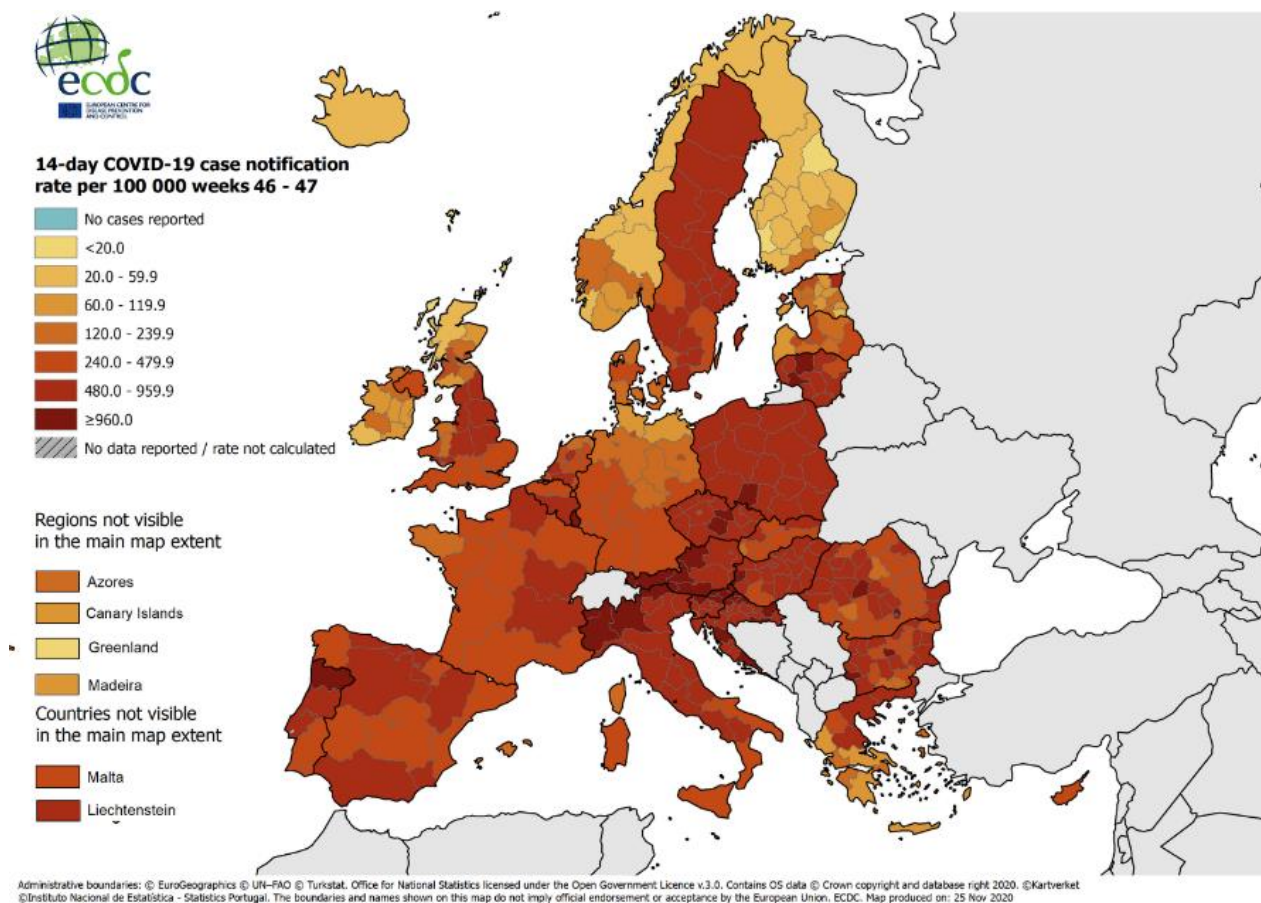 ecdc
EUROPEAN CENTRE FOR
DISEASE PREVENTION
AND CONTROL
14-day COVID-19 case notification
rate per 100 000 weeks 46 - 47
No cases reported
<20.0
20.0 - 59.9
60.0 - 119.9
120.0 - 239.9
240.0 - 479.9
480.0 - 959.9
≥960.0
No data reported / rate not calculated
Regions not visible
in the main map extent
Azores
Canary Islands
Greenland
Madeira
Countries not visible
in the main map extent
Malta
Liechtenstein
Administrative boundaries: © EuroGeographics © UN–FAO © Turkstat. Office for National Statistics licensed under the Open Government Licence v.3.0. Contains OS data © Crown copyright and database right 2020. ©Kartverket
©Instituto Nacional de Estatística - Statistics Portugal. The boundaries and names shown on this map do not imply official endorsement or acceptance by the European Union. ECDC. Map produced on: 25 Nov 2020